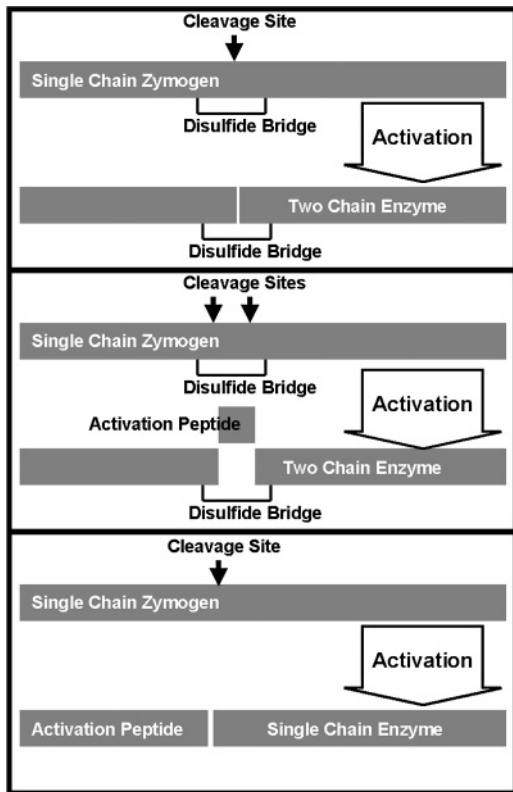 Cleavage Site
Single Chain Zymogen
Disulfide Bridge
Activation
Two Chain Enzyme
Disulfide Bridge
Cleavage Sites
Single Chain Zymogen
Disulfide Bridge
Activation
Activation Peptide
Two Chain Enzyme
Disulfide Bridge
Cleavage Site
Single Chain Zymogen
Activation
Activation Peptide
Single Chain Enzyme